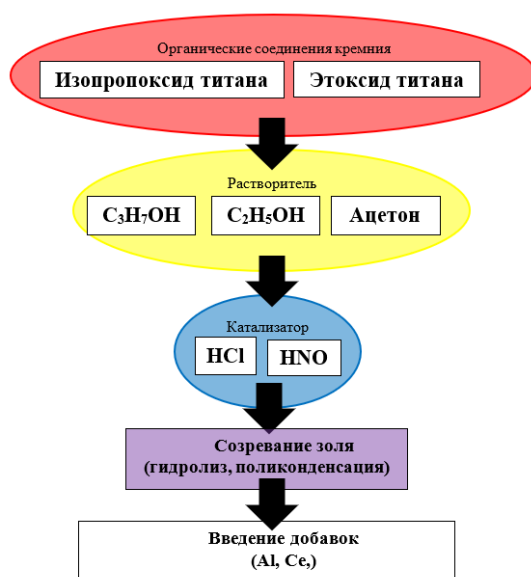 Органические соединения кремния
Изопропоксид титана
Этоксид титана
Растворитель
C₃H₇OH
C₂H₅OH
Ацетон
Катализатор
HCl
HNO
Созревание золя
(гидролиз, поликонденсация)
Введение добавок
(Al, Ce,)